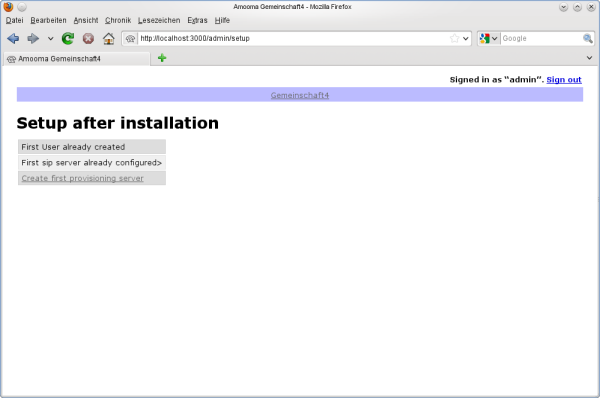 Amooma Gemeinschaft4 - Mozilla Firefox
Datei Bearbeiten Ansicht Chronik Lesezeichen Extras Hilfe
http://localhost:3000/admin/setup Google
Amooma Gemeinschaft4
Signed in as “admin”. Sign out
Gemeinschaft4
Setup after installation
First User already created
First sip server already configured>
Create first provisioning server